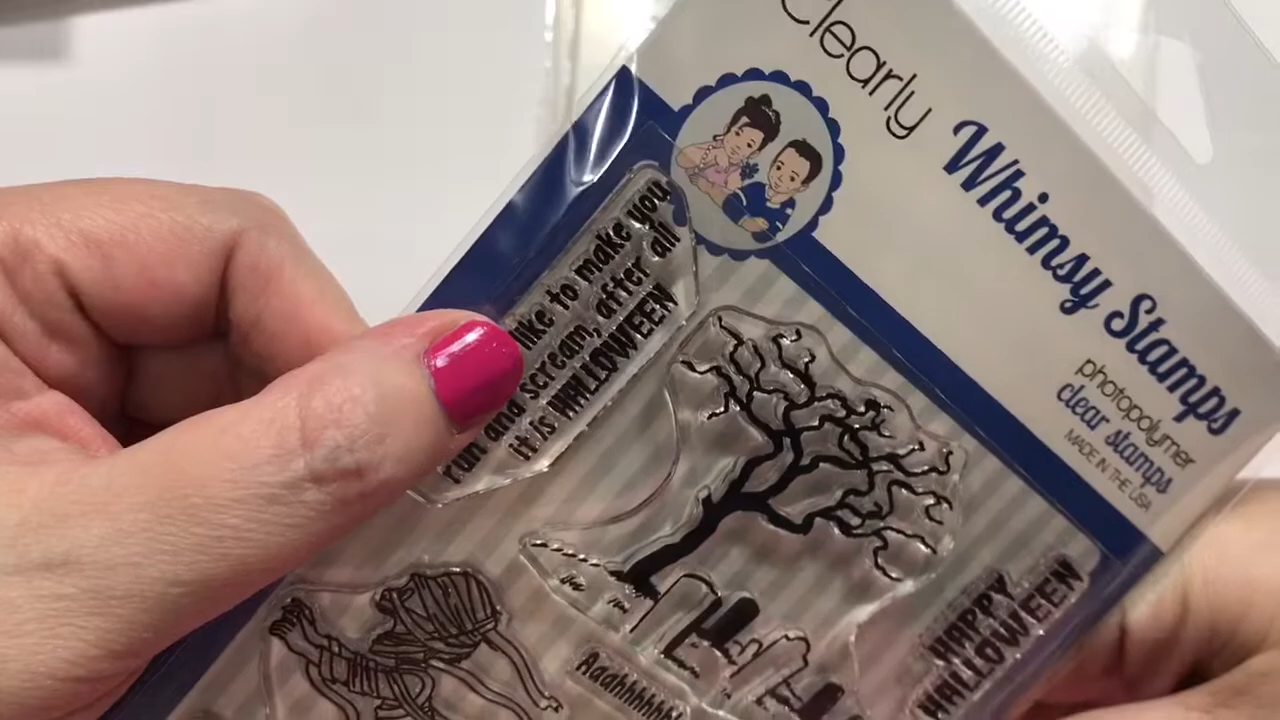 Clearly
Whimsy Stamps
photopolymer
clear stamps
MADE IN THE USA
like to make you
run and scream, after all
it is HALLOWEEN
HAPPY
HALLOWEEN
Aaahhhhhh!